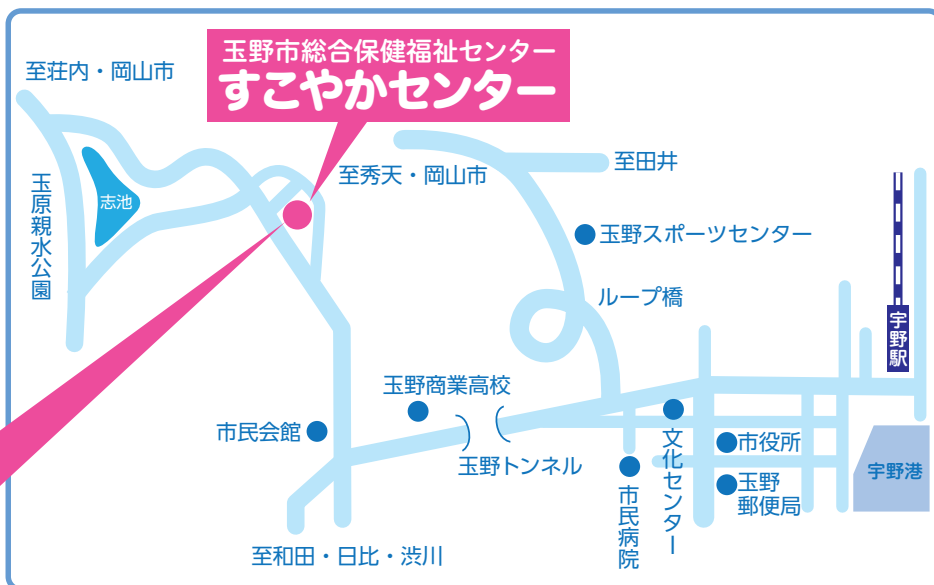 玉野市総合保健福祉センター
すこやかセンター
至荘内・岡山市
至秀天・岡山市
至田井
玉原親水公園
志池
玉野スポーツセンター
ループ橋
宇野駅
玉野商業高校
市民会館
玉野トンネル
文化センター
市役所
宇野港
玉野
郵便局
市民病院
至和田・日比・渋川